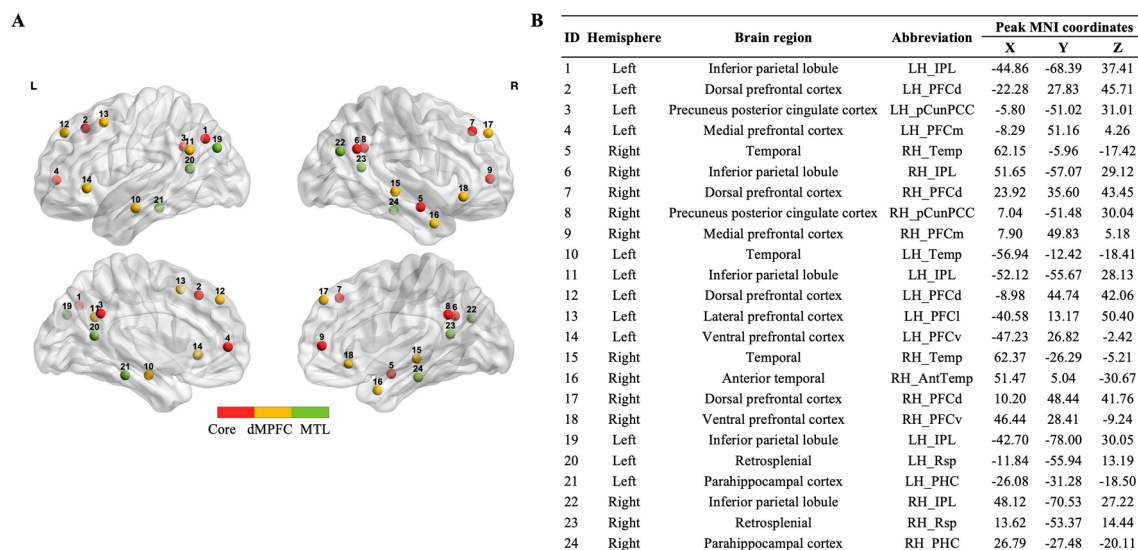 A
L
R
12 2 13 3 1 19
11
20
4 14
10 21
7 17
22 6 8
23
9
15 18
24 5
16
13 2 12
1 3
19 11
20
14 4
21 10
17 7
8 6 22
23
9
18 15
5 24
16
Core dMPFC MTL
B
ID Hemisphere Brain region Abbreviation Peak MNI coordinates
X Y Z
1 Left Inferior parietal lobule LH_IPL -44.86 -68.39 37.41
2 Left Dorsal prefrontal cortex LH_PFCd -22.28 27.83 45.71
3 Left Precuneus posterior cingulate cortex LH_pCunPCC -5.80 -51.02 31.01
4 Left Medial prefrontal cortex LH_PFCm -8.29 51.16 4.26
5 Right Temporal RH_Temp 62.15 -5.96 -17.42
6 Right Inferior parietal lobule RH_IPL 51.65 -57.07 29.12
7 Right Dorsal prefrontal cortex RH_PFCd 23.92 35.60 43.45
8 Right Precuneus posterior cingulate cortex RH_pCunPCC 7.04 -51.48 30.04
9 Right Medial prefrontal cortex RH_PFCm 7.90 49.83 5.18
10 Left Temporal LH_Temp -56.94 -12.42 -18.41
11 Left Inferior parietal lobule LH_IPL -52.12 -55.67 28.13
12 Left Dorsal prefrontal cortex LH_PFCd -8.98 44.74 42.06
13 Left Lateral prefrontal cortex LH_PFCl -40.58 13.17 50.40
14 Left Ventral prefrontal cortex LH_PFCv -47.23 26.82 -2.42
15 Right Temporal RH_Temp 62.37 -26.29 -5.21
16 Right Anterior temporal RH_AntTemp 51.47 5.04 -30.67
17 Right Dorsal prefrontal cortex RH_PFCd 10.20 48.44 41.76
18 Right Ventral prefrontal cortex RH_PFCv 46.44 28.41 -9.24
19 Left Inferior parietal lobule LH_IPL -42.70 -78.00 30.05
20 Left Retrosplenial LH_Rsp -11.84 -55.94 13.19
21 Left Parahippocampal cortex LH_PHC -26.08 -31.28 -18.50
22 Right Inferior parietal lobule RH_IPL 48.12 -70.53 27.22
23 Right Retrosplenial RH_Rsp 13.62 -53.37 14.44
24 Right Parahippocampal cortex RH_PHC 26.79 -27.48 -20.11